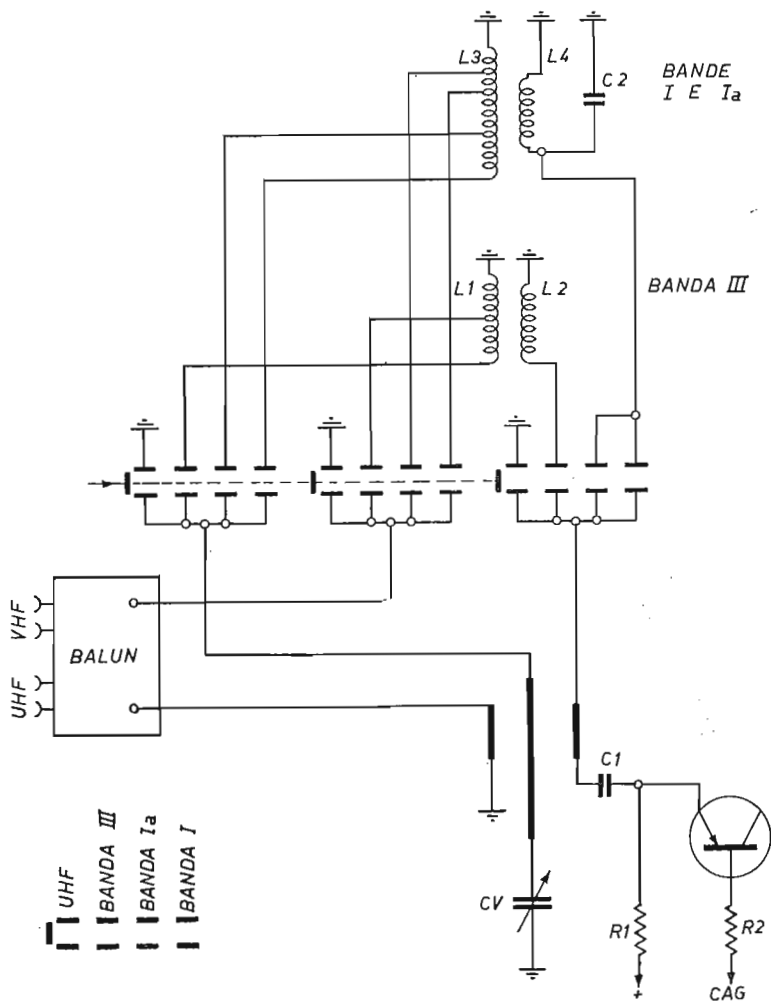 L3
L4
C2
BANDE
I E Ia
L1
L2
BANDA III
VHF
UHF
BALUN
C1
CV
R1
R2
+
CAG
UHF
BANDA III
BANDA Ia
BANDA I